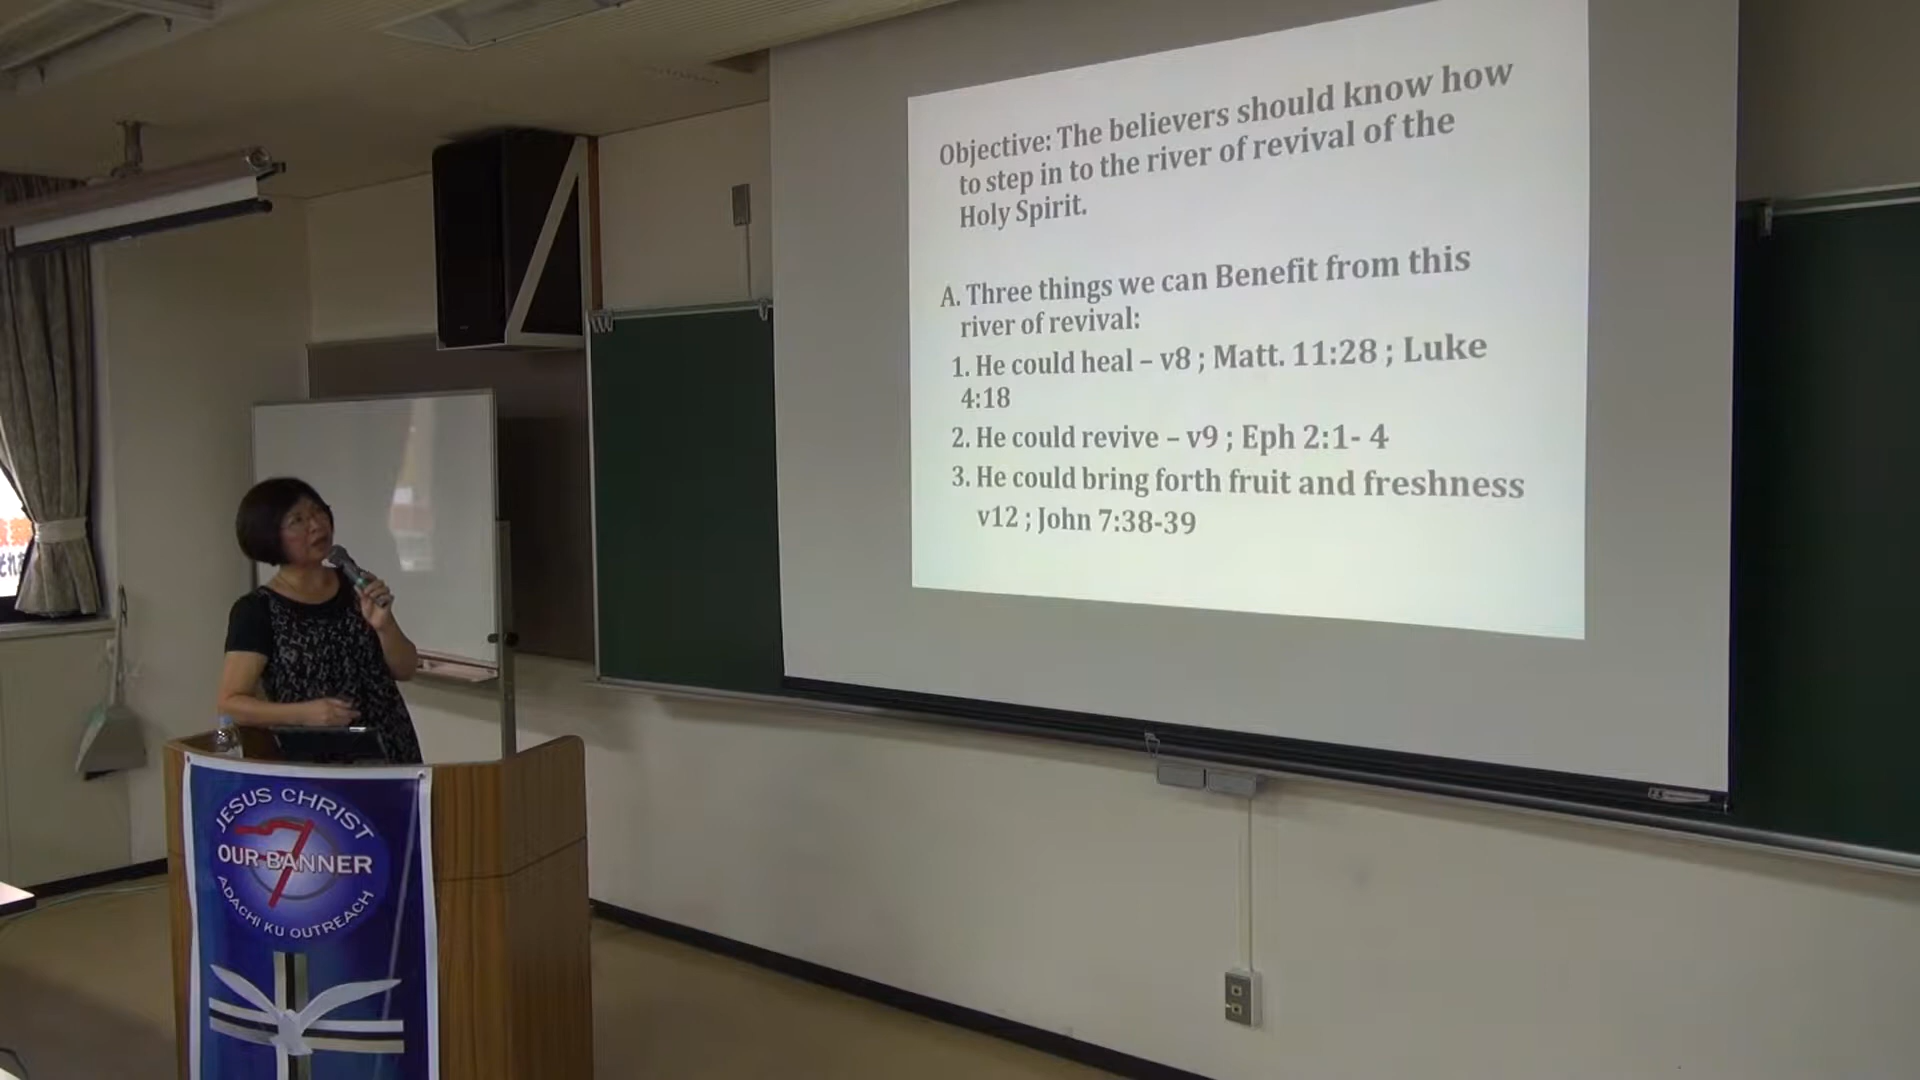 Objective: The believers should know how
to step in to the river of revival of the
Holy Spirit.
A. Three things we can Benefit from this
river of revival:
1. He could heal – v8 ; Matt. 11:28 ; Luke
4:18
2. He could revive – v9 ; Eph 2:1- 4
3. He could bring forth fruit and freshness
v12 ; John 7:38-39
JESUS CHRIST
OUR BANNER
ADACHI KU OUTREACH